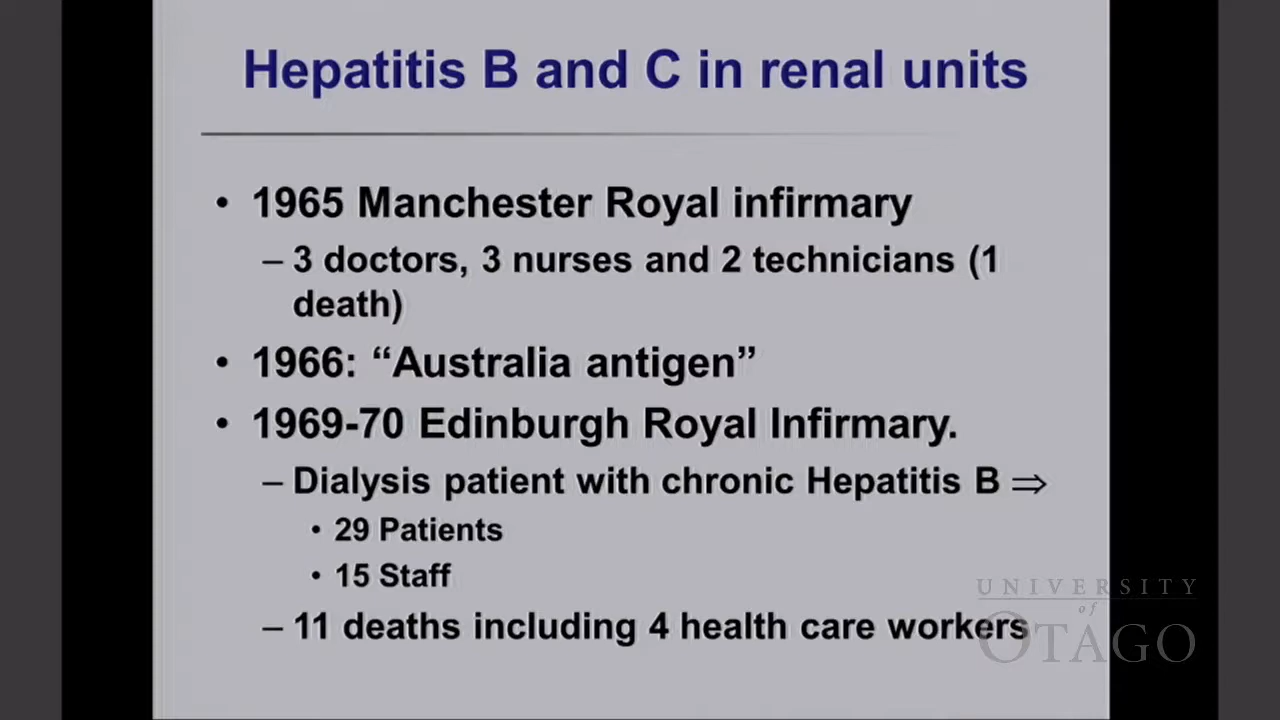 Hepatitis B and C in renal units
• 1965 Manchester Royal infirmary
– 3 doctors, 3 nurses and 2 technicians (1
death)
• 1966: “Australia antigen”
• 1969-70 Edinburgh Royal Infirmary.
– Dialysis patient with chronic Hepatitis B ⇒
• 29 Patients
• 15 Staff
– 11 deaths including 4 health care workers
UNIVERSITY
of
OTAGO